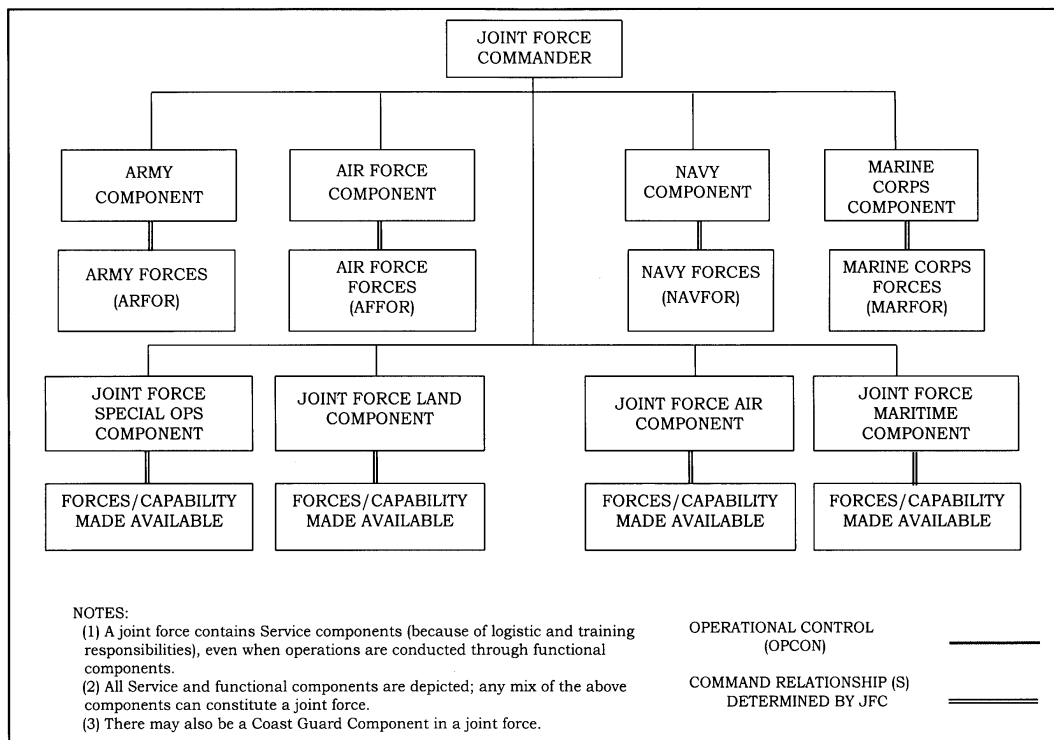 JOINT FORCE
COMMANDER
ARMY
COMPONENT
AIR FORCE
COMPONENT
NAVY
COMPONENT
MARINE
CORPS
COMPONENT
ARMY FORCES
(ARFOR)
AIR FORCE
FORCES
(AFFOR)
NAVY FORCES
(NAVFOR)
MARINE CORPS
FORCES
(MARFOR)
JOINT FORCE
SPECIAL OPS
COMPONENT
JOINT FORCE LAND
COMPONENT
JOINT FORCE AIR
COMPONENT
JOINT FORCE
MARITIME
COMPONENT
FORCES/CAPABILITY
MADE AVAILABLE
FORCES/CAPABILITY
MADE AVAILABLE
FORCES/CAPABILITY
MADE AVAILABLE
FORCES/CAPABILITY
MADE AVAILABLE
NOTES:
(1) A joint force contains Service components (because of logistic and training
responsibilities), even when operations are conducted through functional
components.
(2) All Service and functional components are depicted; any mix of the above
components can constitute a joint force.
(3) There may also be a Coast Guard Component in a joint force.
OPERATIONAL CONTROL
(OPCON)
COMMAND RELATIONSHIP (S)
DETERMINED BY JFC